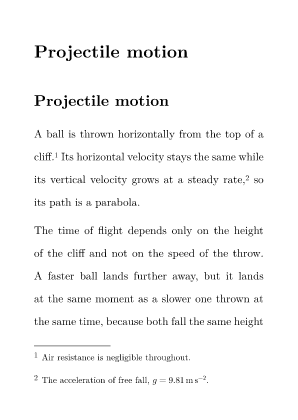 Projectile motion
Projectile motion
A ball is thrown horizontally from the top of a
cliff.¹ Its horizontal velocity stays the same while
its vertical velocity grows at a steady rate,² so
its path is a parabola.
The time of flight depends only on the height
of the cliff and not on the speed of the throw.
A faster ball lands further away, but it lands
at the same moment as a slower one thrown at
the same time, because both fall the same height
¹ Air resistance is negligible throughout.
² The acceleration of free fall, g = 9.81 m s⁻².